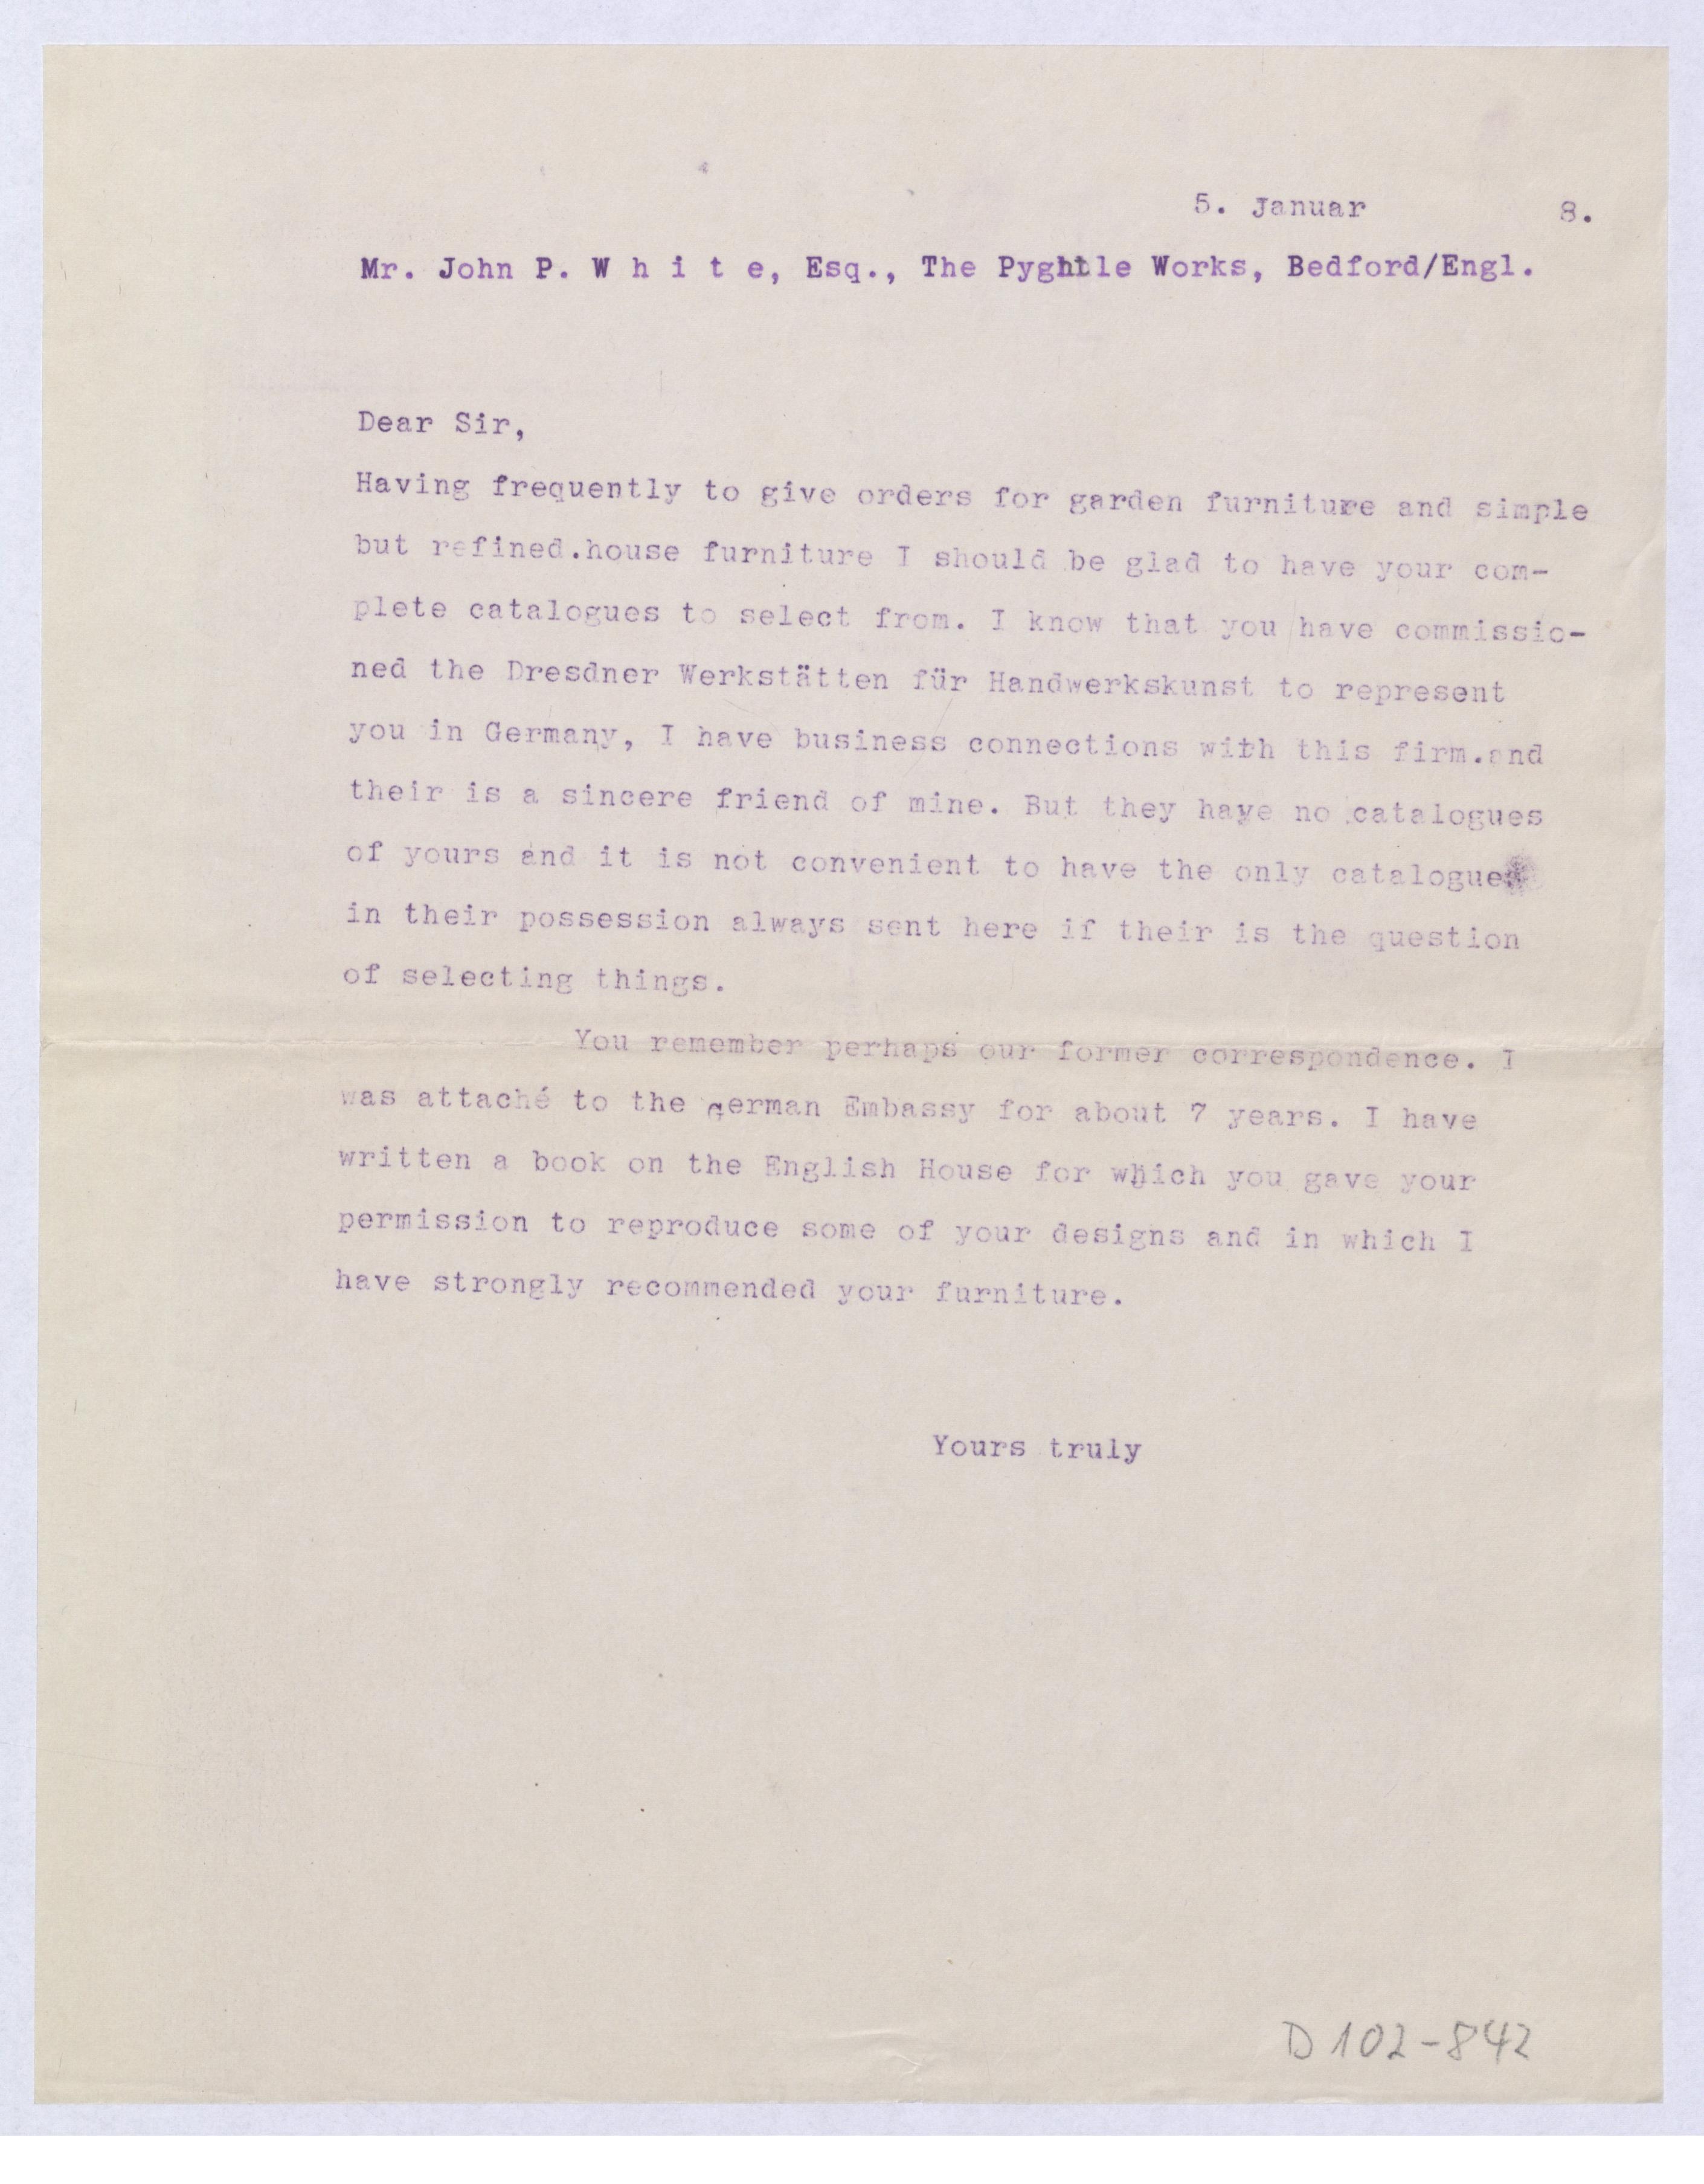 5. Januar 8.
Mr. John P. W h i t e, Esq., The Pyghtle Works, Bedford/Engl.
Dear Sir,
Having frequently to give orders for garden furniture and simple
but refined.house furniture I should be glad to have your com-
plete catalogues to select from. I know that you have commissio-
ned the Dresdner Werkstätten für Handwerkskunst to represent
you in Germany, I have business connections with this firm.and
their is a sincere friend of mine. But they have no catalogues
of yours and it is not convenient to have the only catalogues
in their possession always sent here if their is the question
of selecting things.
You remember perhaps our former correspondence. I
was attaché to the German Embassy for about 7 years. I have
written a book on the English House for which you gave your
permission to reproduce some of your designs and in which I
have strongly recommended your furniture.
Yours truly
D 102-842